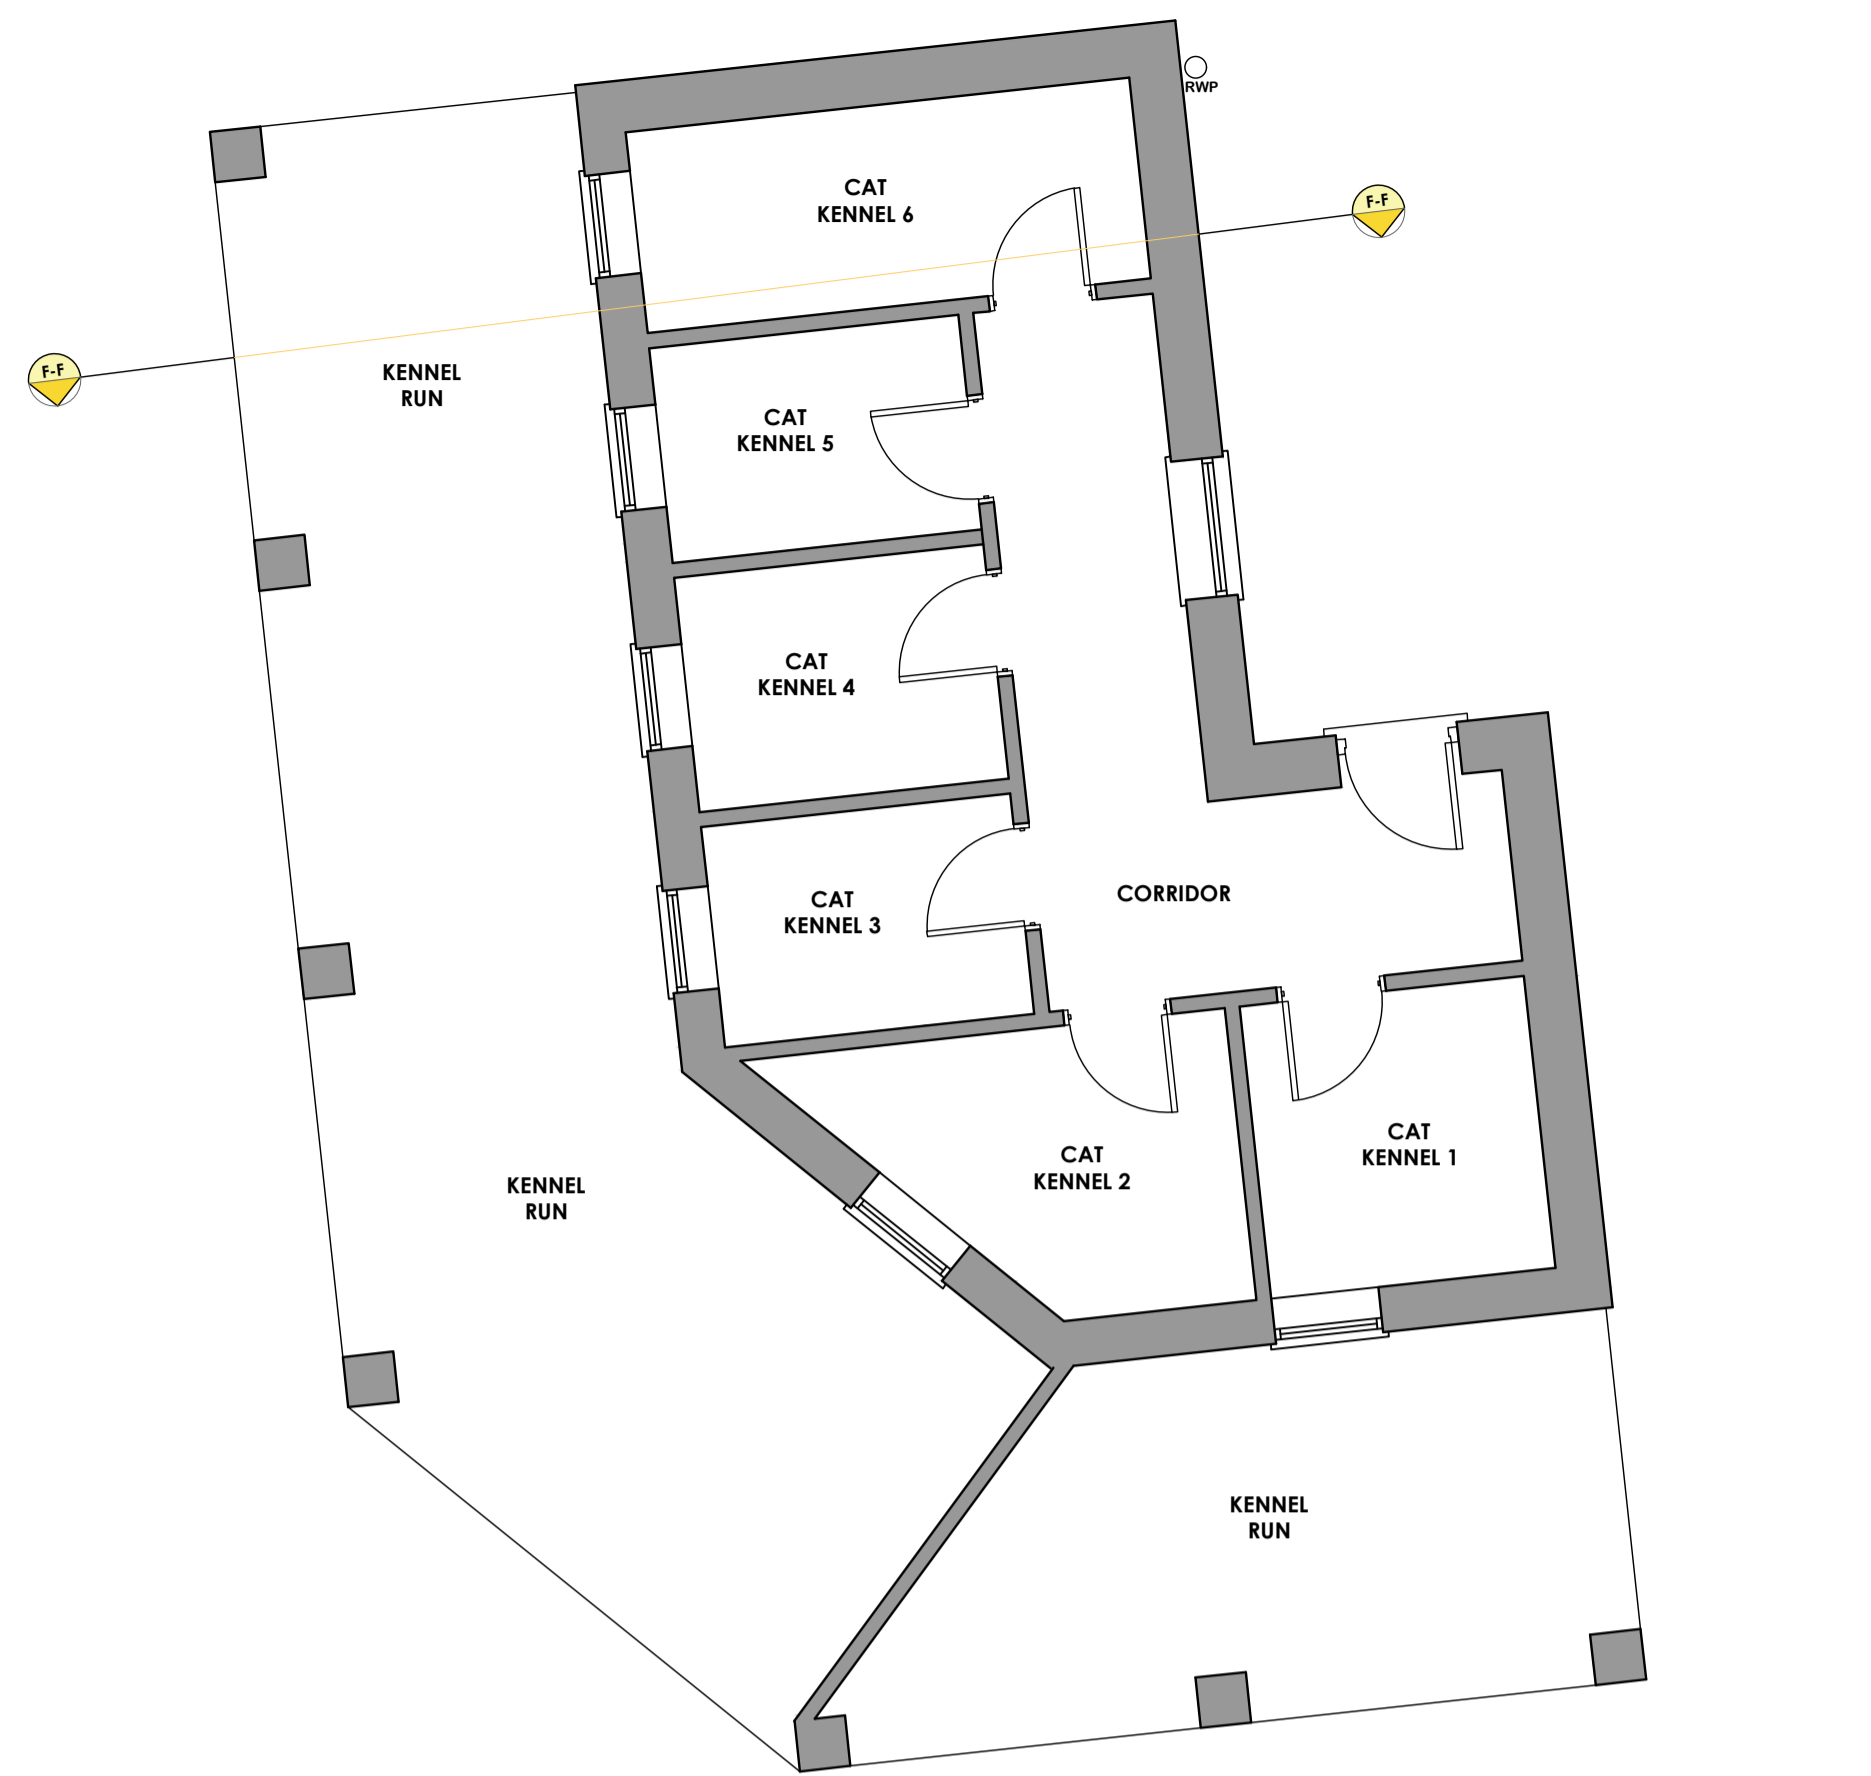 RWP
CAT
KENNEL 6
F-F
F-F
KENNEL
RUN
CAT
KENNEL 5
CAT
KENNEL 4
CAT
KENNEL 3
CORRIDOR
CAT
KENNEL 2
CAT
KENNEL 1
KENNEL
RUN
KENNEL
RUN